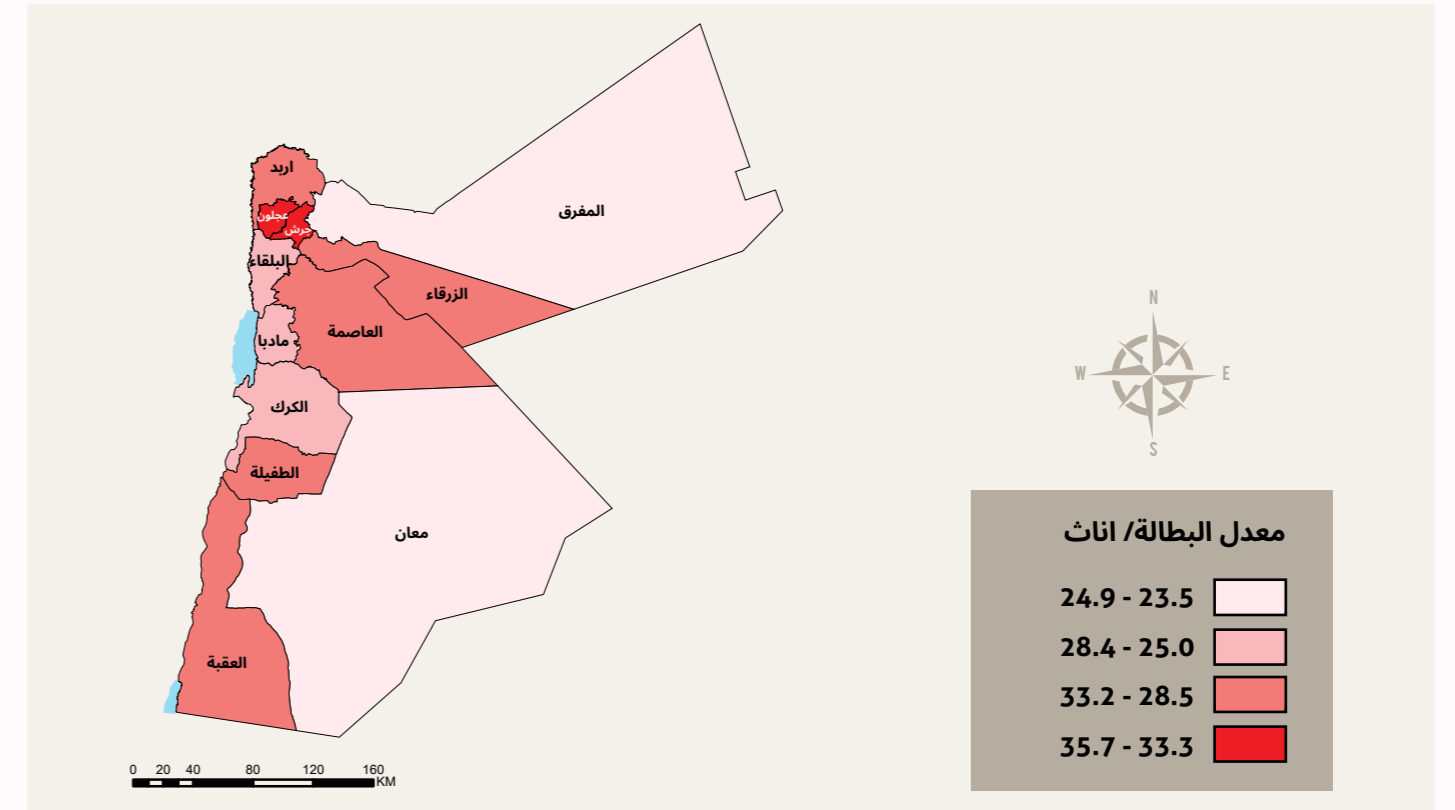 اربد
عجلون
جرش
المفرق
البلقاء
الزرقاء
العاصمة
مادبا
الكرك
الطفيلة
معان
العقبة
N
W
E
S
معدل البطالة/ اناث
24.9 - 23.5
28.4 - 25.0
33.2 - 28.5
35.7 - 33.3
0 20 40 80 120 160
KM